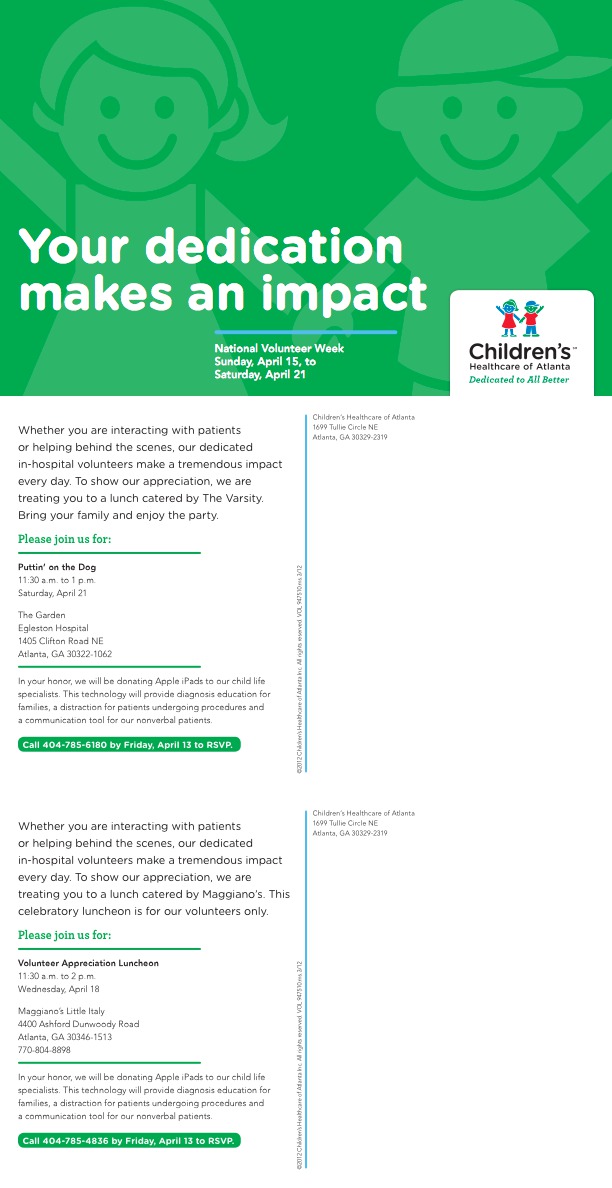 Your dedication
makes an impact
National Volunteer Week
Sunday, April 15, to
Saturday, April 21
Children's™
Healthcare of Atlanta
Dedicated to All Better
Whether you are interacting with patients
or helping behind the scenes, our dedicated
in-hospital volunteers make a tremendous impact
every day. To show our appreciation, we are
treating you to a lunch catered by The Varsity.
Bring your family and enjoy the party.
Please join us for:
Puttin' on the Dog
11:30 a.m. to 1 p.m.
Saturday, April 21
The Garden
Egleston Hospital
1405 Clifton Road NE
Atlanta, GA 30322-1062
In your honor, we will be donating Apple iPads to our child life
specialists. This technology will provide diagnosis education for
families, a distraction for patients undergoing procedures and
a communication tool for our nonverbal patients.
Call 404-785-6180 by Friday, April 13 to RSVP.
©2012 Children's Healthcare of Atlanta Inc. All rights reserved. VOL 947510.ms.3/12
Children's Healthcare of Atlanta
1699 Tullie Circle NE
Atlanta, GA 30329-2319
Whether you are interacting with patients
or helping behind the scenes, our dedicated
in-hospital volunteers make a tremendous impact
every day. To show our appreciation, we are
treating you to a lunch catered by Maggiano's. This
celebratory luncheon is for our volunteers only.
Please join us for:
Volunteer Appreciation Luncheon
11:30 a.m. to 2 p.m.
Wednesday, April 18
Maggiano's Little Italy
4400 Ashford Dunwoody Road
Atlanta, GA 30346-1513
770-804-8898
In your honor, we will be donating Apple iPads to our child life
specialists. This technology will provide diagnosis education for
families, a distraction for patients undergoing procedures and
a communication tool for our nonverbal patients.
Call 404-785-4836 by Friday, April 13 to RSVP.
©2012 Children's Healthcare of Atlanta Inc. All rights reserved. VOL 947510.ms.3/12
Children's Healthcare of Atlanta
1699 Tullie Circle NE
Atlanta, GA 30329-2319